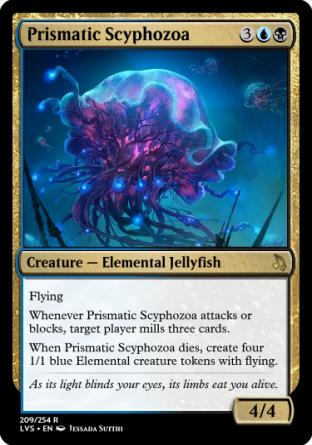 Prismatic Scyphozoa 3
Creature — Elemental Jellyfish
Flying
Whenever Prismatic Scyphozoa attacks or
blocks, target player mills three cards.
When Prismatic Scyphozoa dies, create four
1/1 blue Elemental creature tokens with flying.
As its light blinds your eyes, its limbs eat you alive.
4/4
209/254 R
LVS • EN Jessada Sutthi